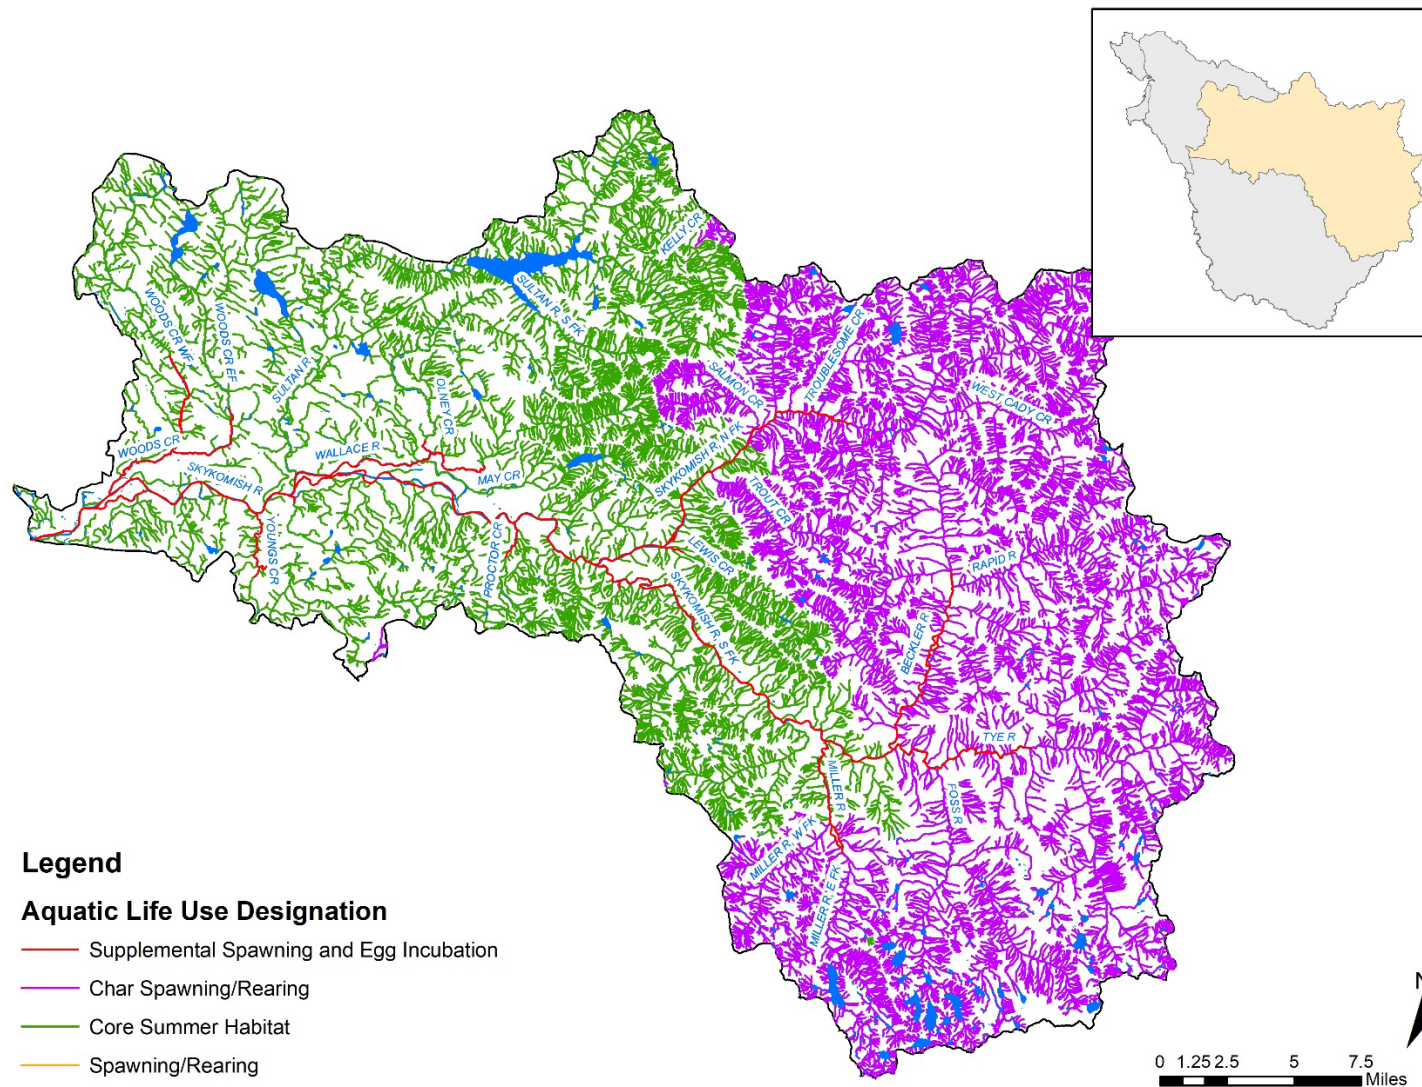 KELLY CR
SULTAN R, S FK
WOODS CR WF
WOODS CR EF
SULTAN R
OLNEY CR
SALMON CR
TROUBLESOME CR
WEST CADY CR
WOODS CR
SKYKOMISH R
WALLACE R
MAY CR
SKYKOMISH R, N FK
TROUT CR
YOUNGS CR
PROCTOR CR
LEWIS CR
SKYKOMISH R, S FK
RAPID R
BECKLER R
TYE R
MILLER R
FOSS R
MILLER R, W FK
MILLER R, E FK
Legend
Aquatic Life Use Designation
Supplemental Spawning and Egg Incubation
Char Spawning/Rearing
Core Summer Habitat
Spawning/Rearing
N
0 1.25 2.5 5 7.5
Miles